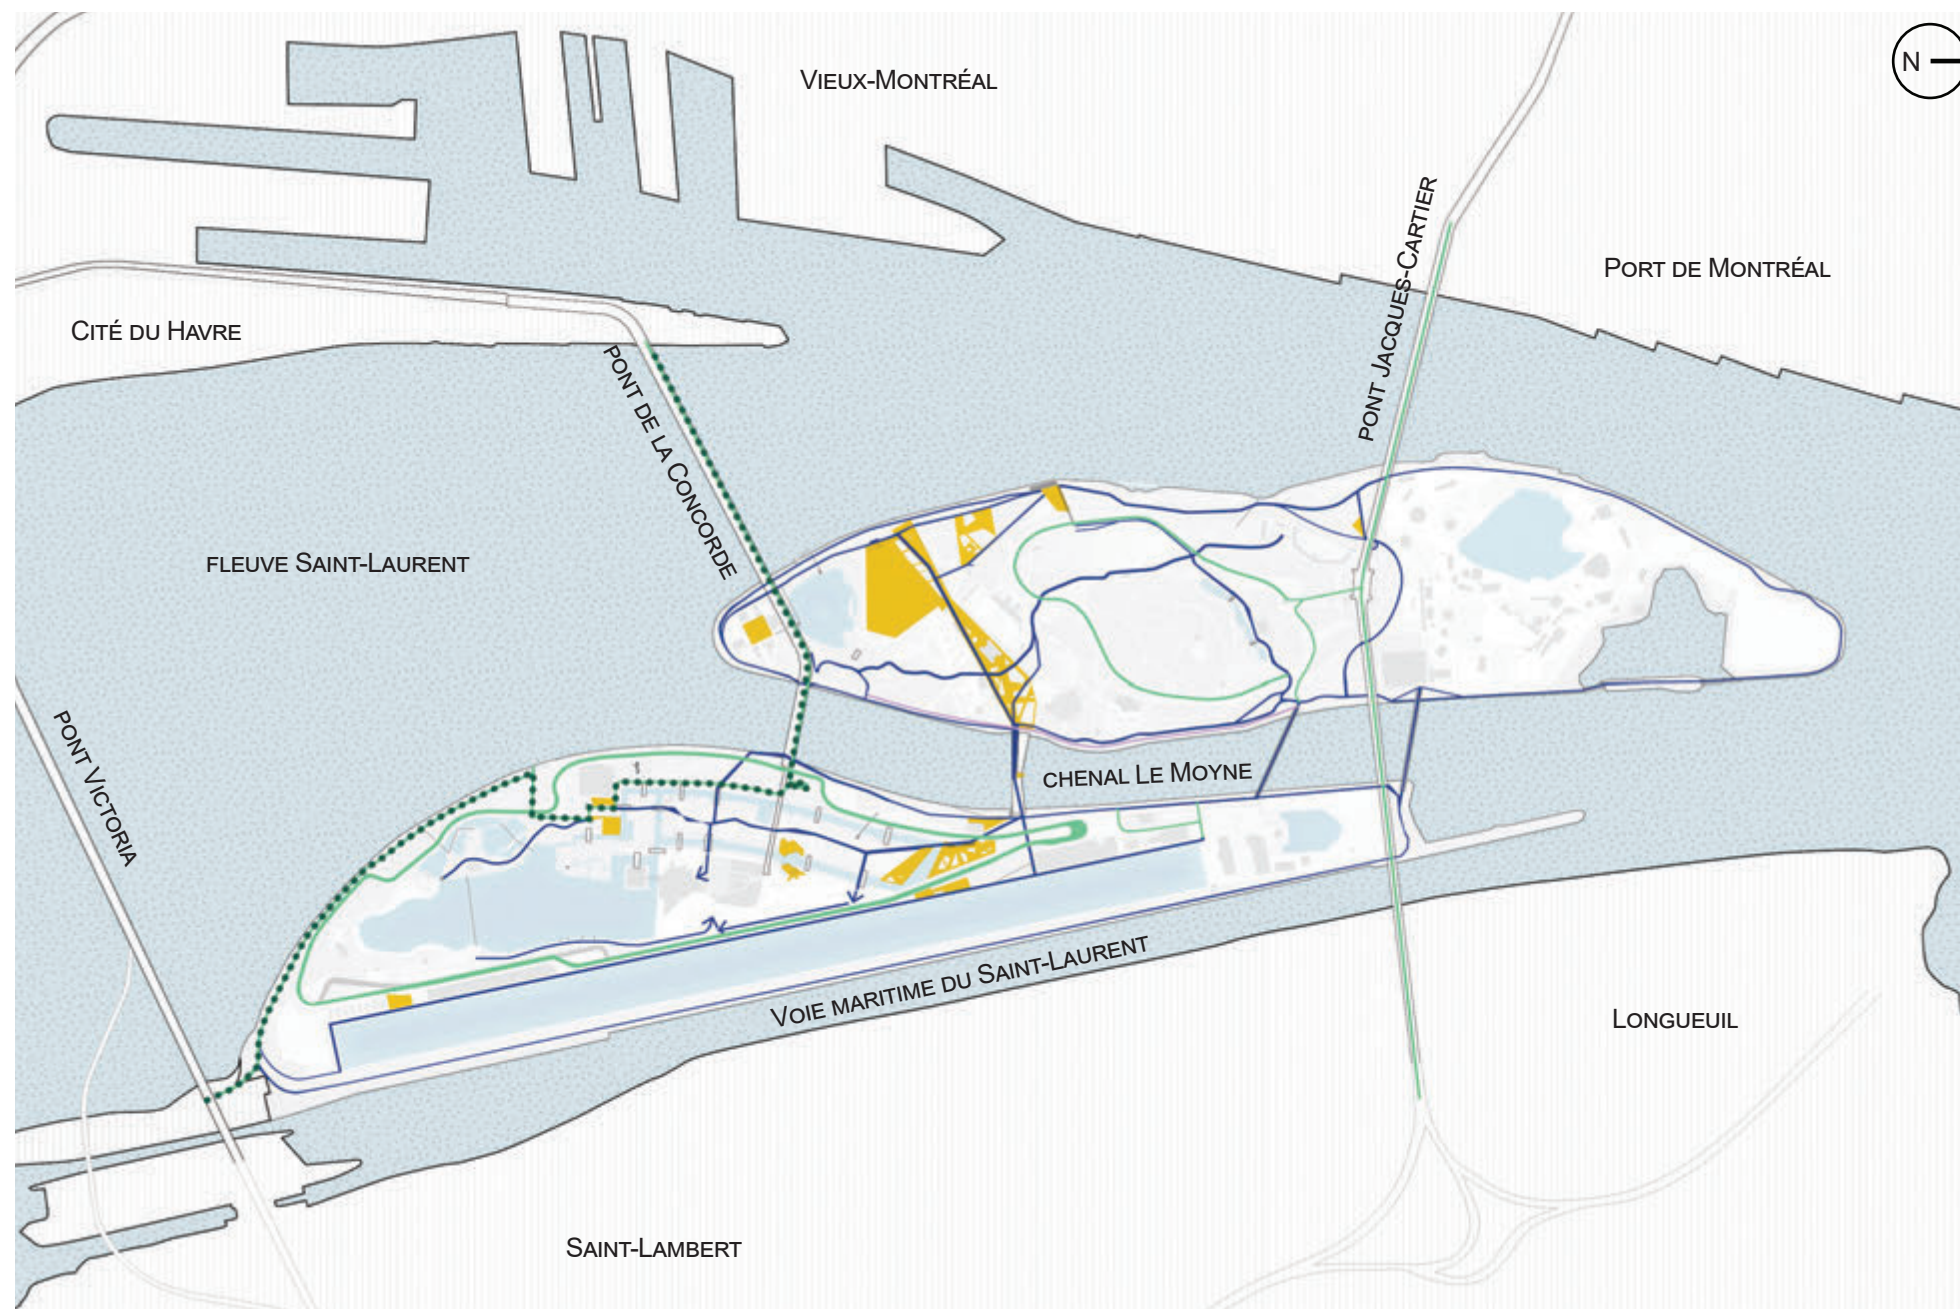 Vieux-Montréal
N
Port de Montréal
pont Jacques-Cartier
Cité du Havre
pont de la Concorde
fleuve Saint-Laurent
pont Victoria
chenal Le Moyne
Voie maritime du Saint-Laurent
Longueuil
Saint-Lambert